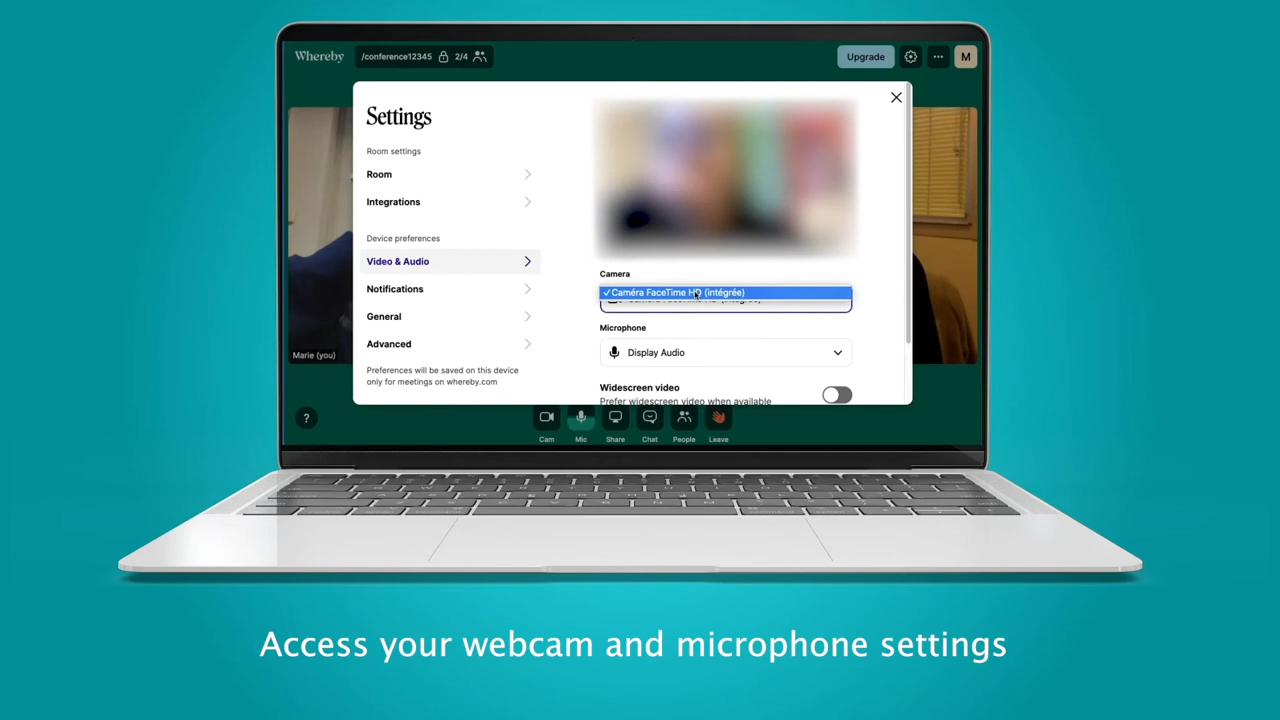 Whereby
/conference12345 2/4
Upgrade
M
Settings
Room settings
Room
Integrations
Device preferences
Video & Audio
Notifications
General
Advanced
Preferences will be saved on this device
only for meetings on whereby.com
Camera
✓Caméra FaceTime HD (intégrée)
Microphone
Display Audio
Widescreen video
Prefer widescreen video when available
Marie (you)
?
Cam Mic Share Chat People Leave
Access your webcam and microphone settings